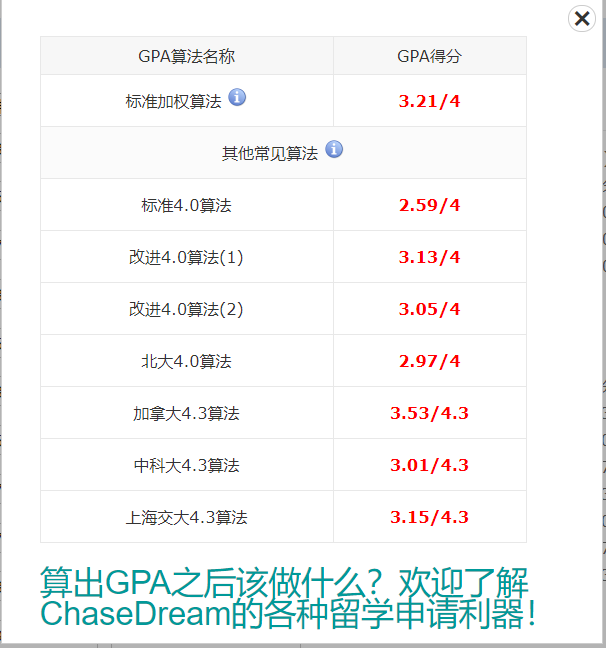 GPA算法名称 GPA得分
标准加权算法 3.21/4
其他常见算法
标准4.0算法 2.59/4
改进4.0算法(1) 3.13/4
改进4.0算法(2) 3.05/4
北大4.0算法 2.97/4
加拿大4.3算法 3.53/4.3
中科大4.3算法 3.01/4.3
上海交大4.3算法 3.15/4.3
算出GPA之后该做什么？欢迎了解
ChaseDream的各种留学申请利器！